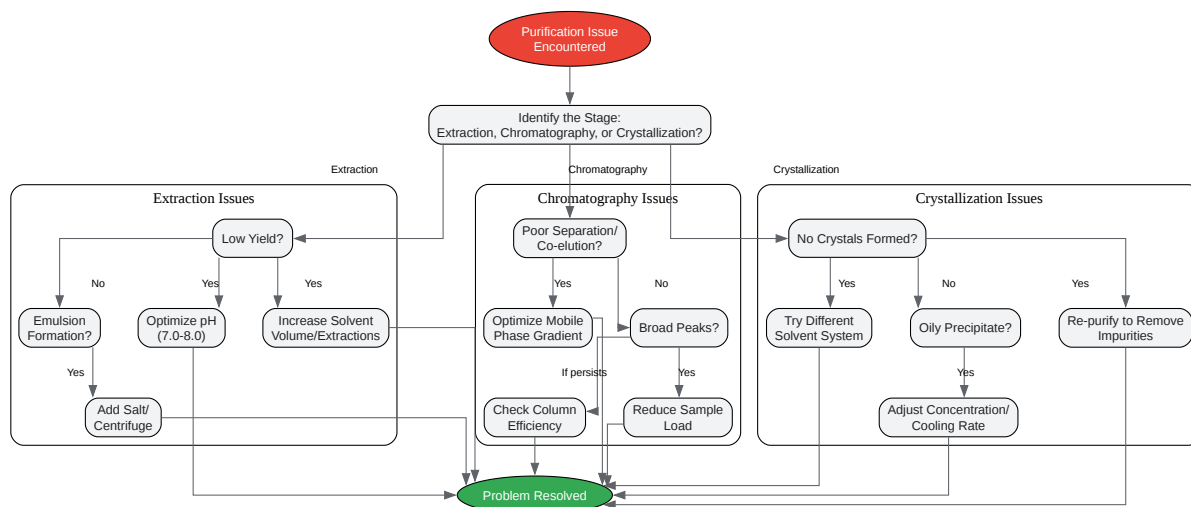 Purification Issue
Encountered
Identify the Stage:
Extraction, Chromatography, or Crystallization?
Extraction
Chromatography
Crystallization
Extraction Issues
Chromatography Issues
Crystallization Issues
Low Yield?
Poor Separation/
Co-elution?
No Crystals Formed?
No
Yes
Yes
Yes
No
Yes
No
Yes
Emulsion
Formation?
Optimize pH
(7.0-8.0)
Increase Solvent
Volume/Extractions
Optimize Mobile
Phase Gradient
Broad Peaks?
Try Different
Solvent System
Oily Precipitate?
Re-purify to Remove
Impurities
Yes
If persists
Yes
Yes
Add Salt/
Centrifuge
Check Column
Efficiency
Reduce Sample
Load
Adjust Concentration/
Cooling Rate
Problem Resolved